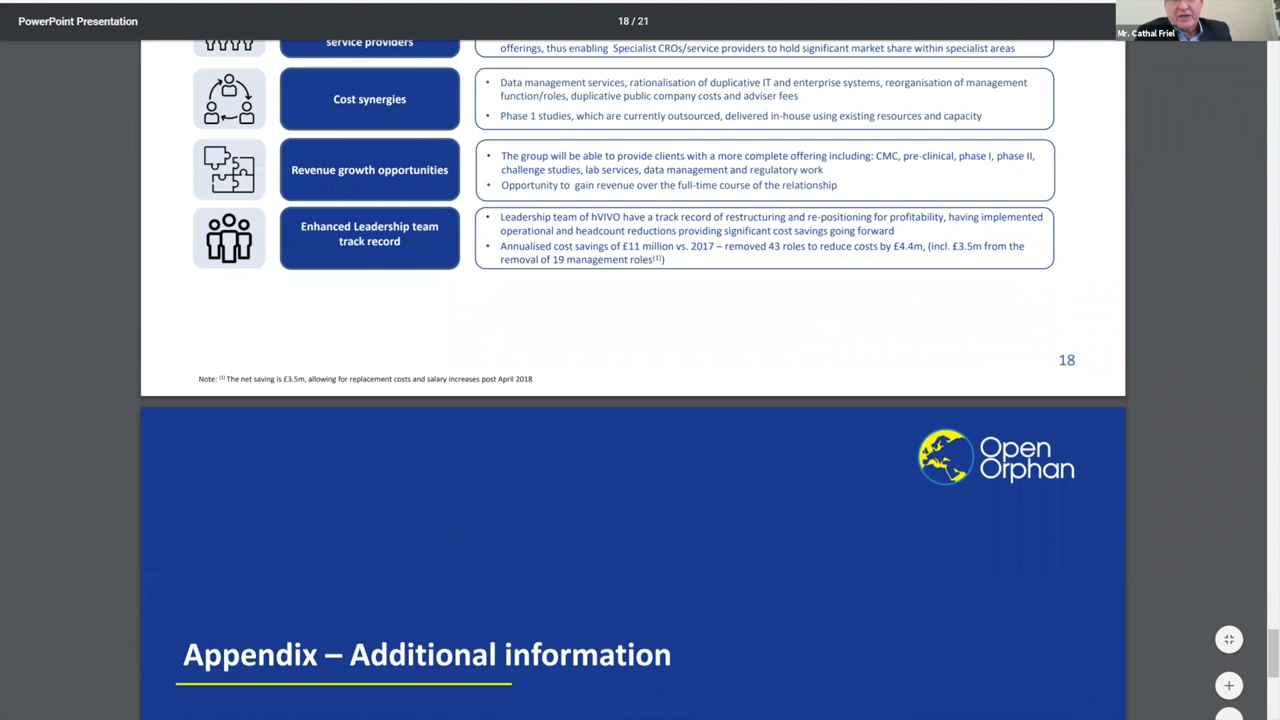 PowerPoint Presentation
18 / 21
Mr. Cathal Friel
service providers
offerings, thus enabling Specialist CROs/service providers to hold significant market share within specialist areas
Cost synergies
• Data management services, rationalisation of duplicative IT and enterprise systems, reorganisation of management
function/roles, duplicative public company costs and adviser fees
• Phase 1 studies, which are currently outsourced, delivered in-house using existing resources and capacity
Revenue growth opportunities
• The group will be able to provide clients with a more complete offering including: CMC, pre-clinical, phase I, phase II,
challenge studies, lab services, data management and regulatory work
• Opportunity to gain revenue over the full-time course of the relationship
Enhanced Leadership team
track record
• Leadership team of hVIVO have a track record of restructuring and re-positioning for profitability, having implemented
operational and headcount reductions providing significant cost savings going forward
• Annualised cost savings of £11 million vs. 2017 – removed 43 roles to reduce costs by £4.4m, (incl. £3.5m from the
removal of 19 management roles(1))
18
Note: (1) The net saving is £3.5m, allowing for replacement costs and salary increases post April 2018
Open
Orphan
Appendix – Additional information